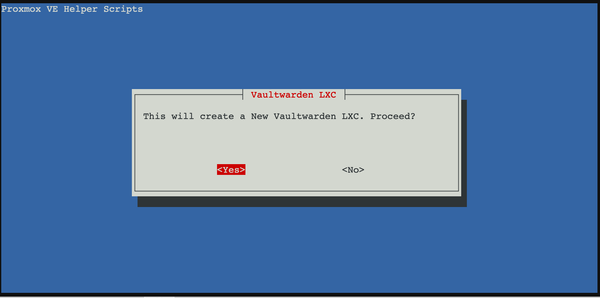 Proxmox VE Helper Scripts
Vaultwarden LXC
This will create a New Vaultwarden LXC. Proceed?
<Yes> <No>